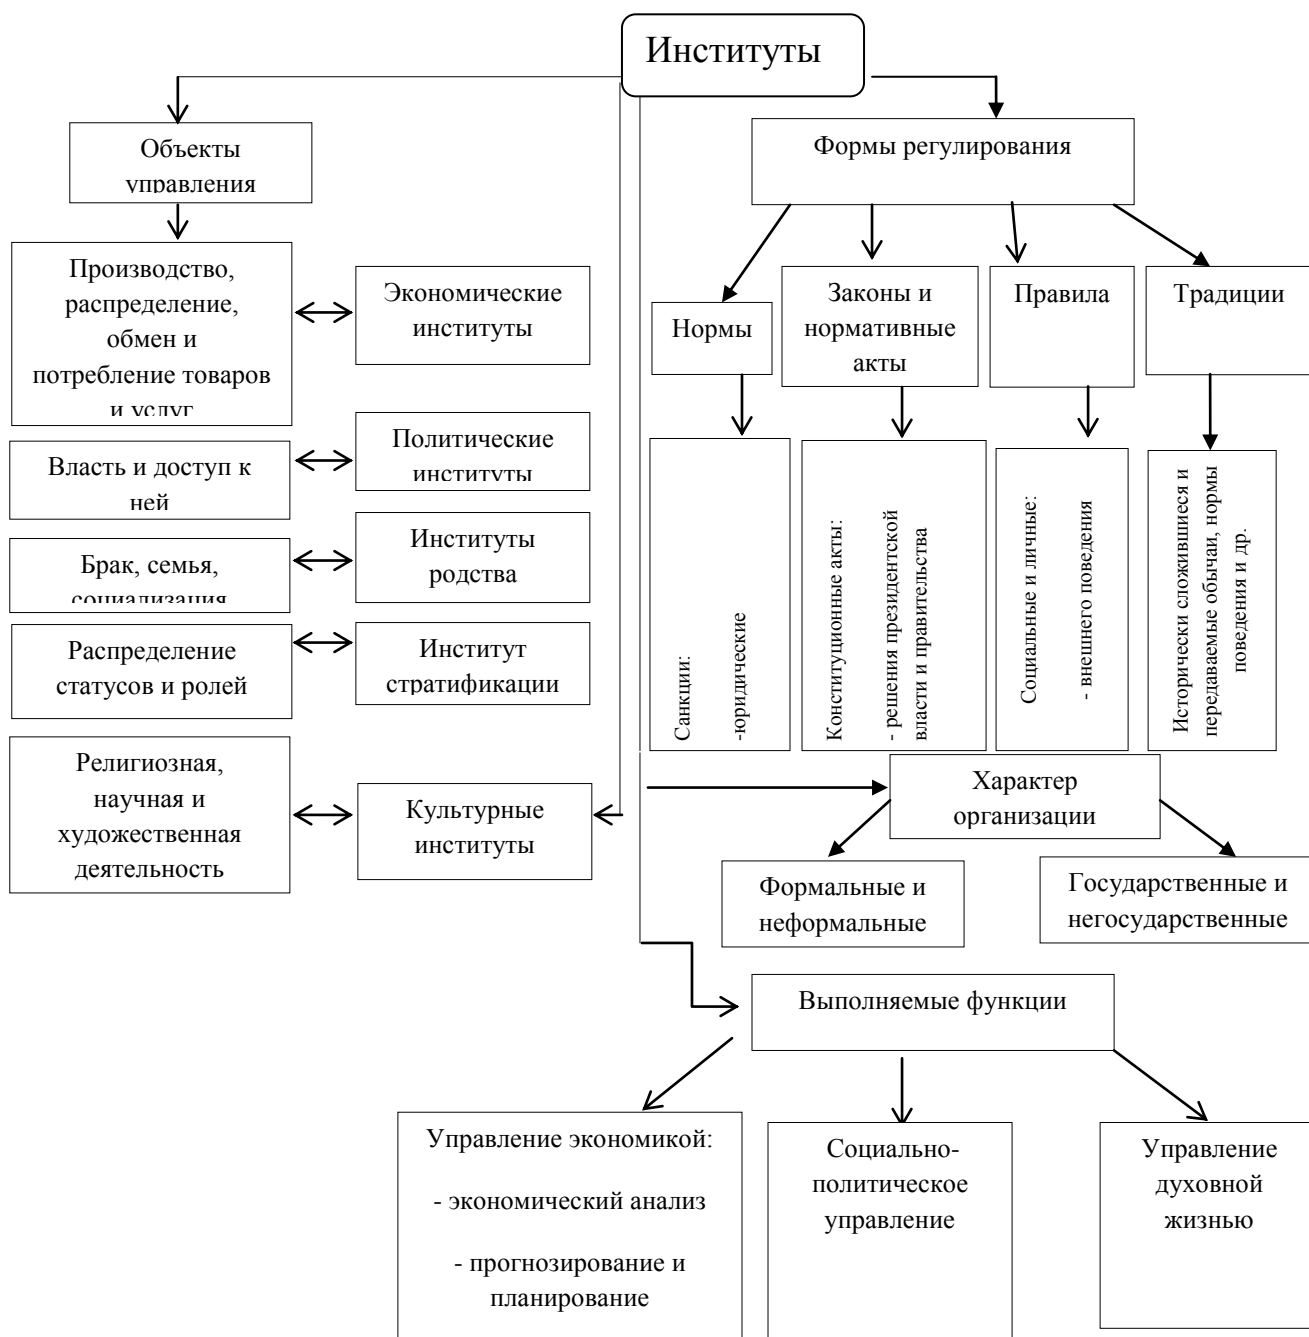 Институты
Объекты
управления
Формы регулирования
Производство,
распределение,
обмен и
потребление товаров
и услуг
Экономические
институты
Власть и доступ к
ней
Политические
институты
Брак, семья,
социализация
Институты
родства
Распределение
статусов и ролей
Институт
стратификации
Религиозная,
научная и
художественная
деятельность
Культурные
институты
Нормы
Законы и
нормативные
акты
Правила
Традиции
Санкции:
-юридические
Конституционные акты:
- решения президентской
власти и правительства
Социальные и личные:
- внешнего поведения
Исторически сложившиеся и
передаваемые обычаи, нормы
поведения и др.
Характер
организации
Формальные и
неформальные
Государственные и
негосударственные
Выполняемые функции
Управление экономикой:
- экономический анализ
- прогнозирование и
планирование
Социально-
политическое
управление
Управление
духовной
жизнью